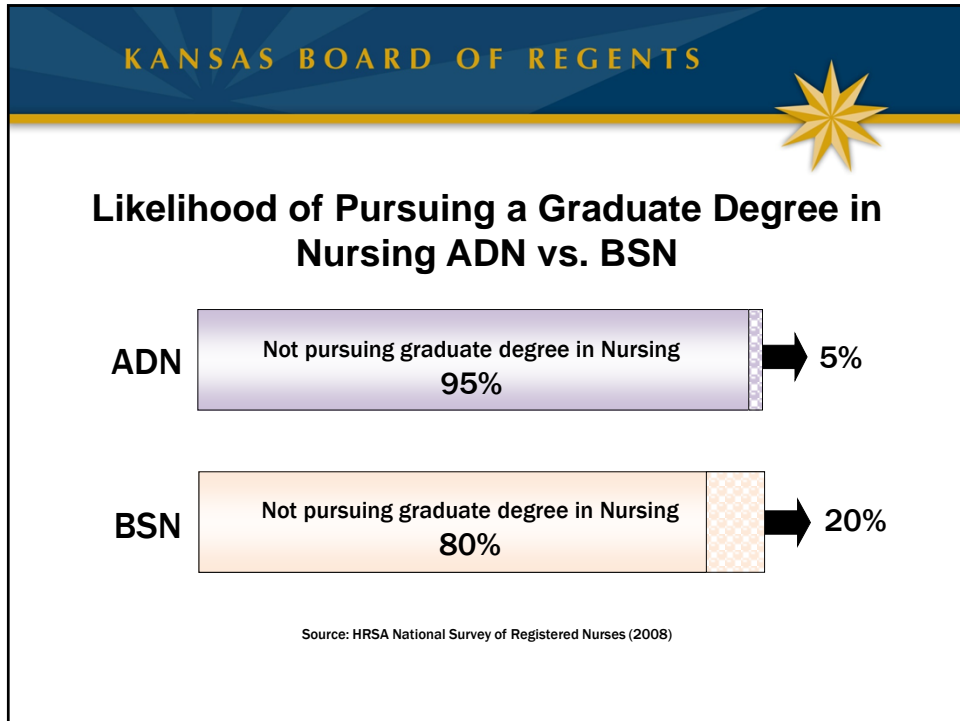 KANSAS BOARD OF REGENTS
Likelihood of Pursuing a Graduate Degree in
Nursing ADN vs. BSN
ADN
Not pursuing graduate degree in Nursing
95%
5%
BSN
Not pursuing graduate degree in Nursing
80%
20%
Source: HRSA National Survey of Registered Nurses (2008)